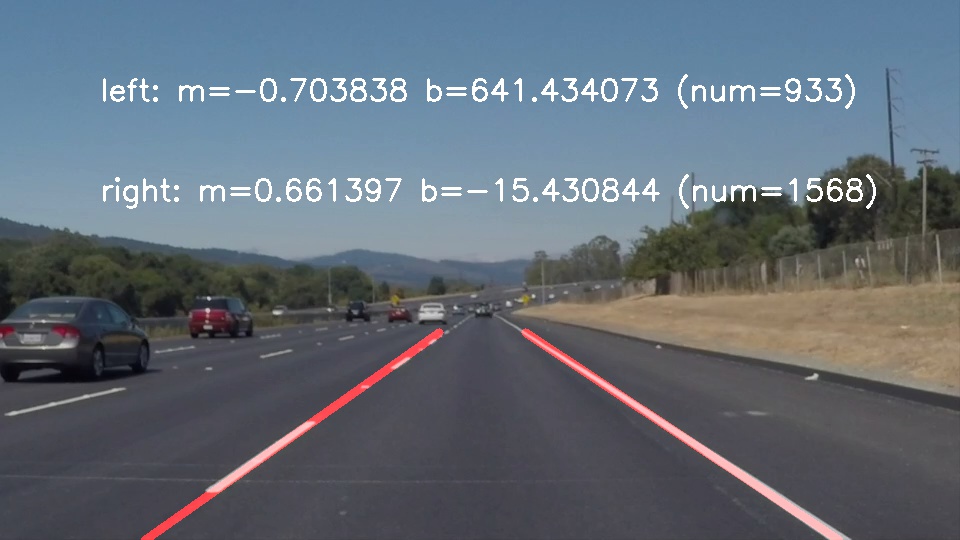 left: m=−0.703838 b=641.434073 (num=933)
right: m=0.661397 b=−15.430844 (num=1568)